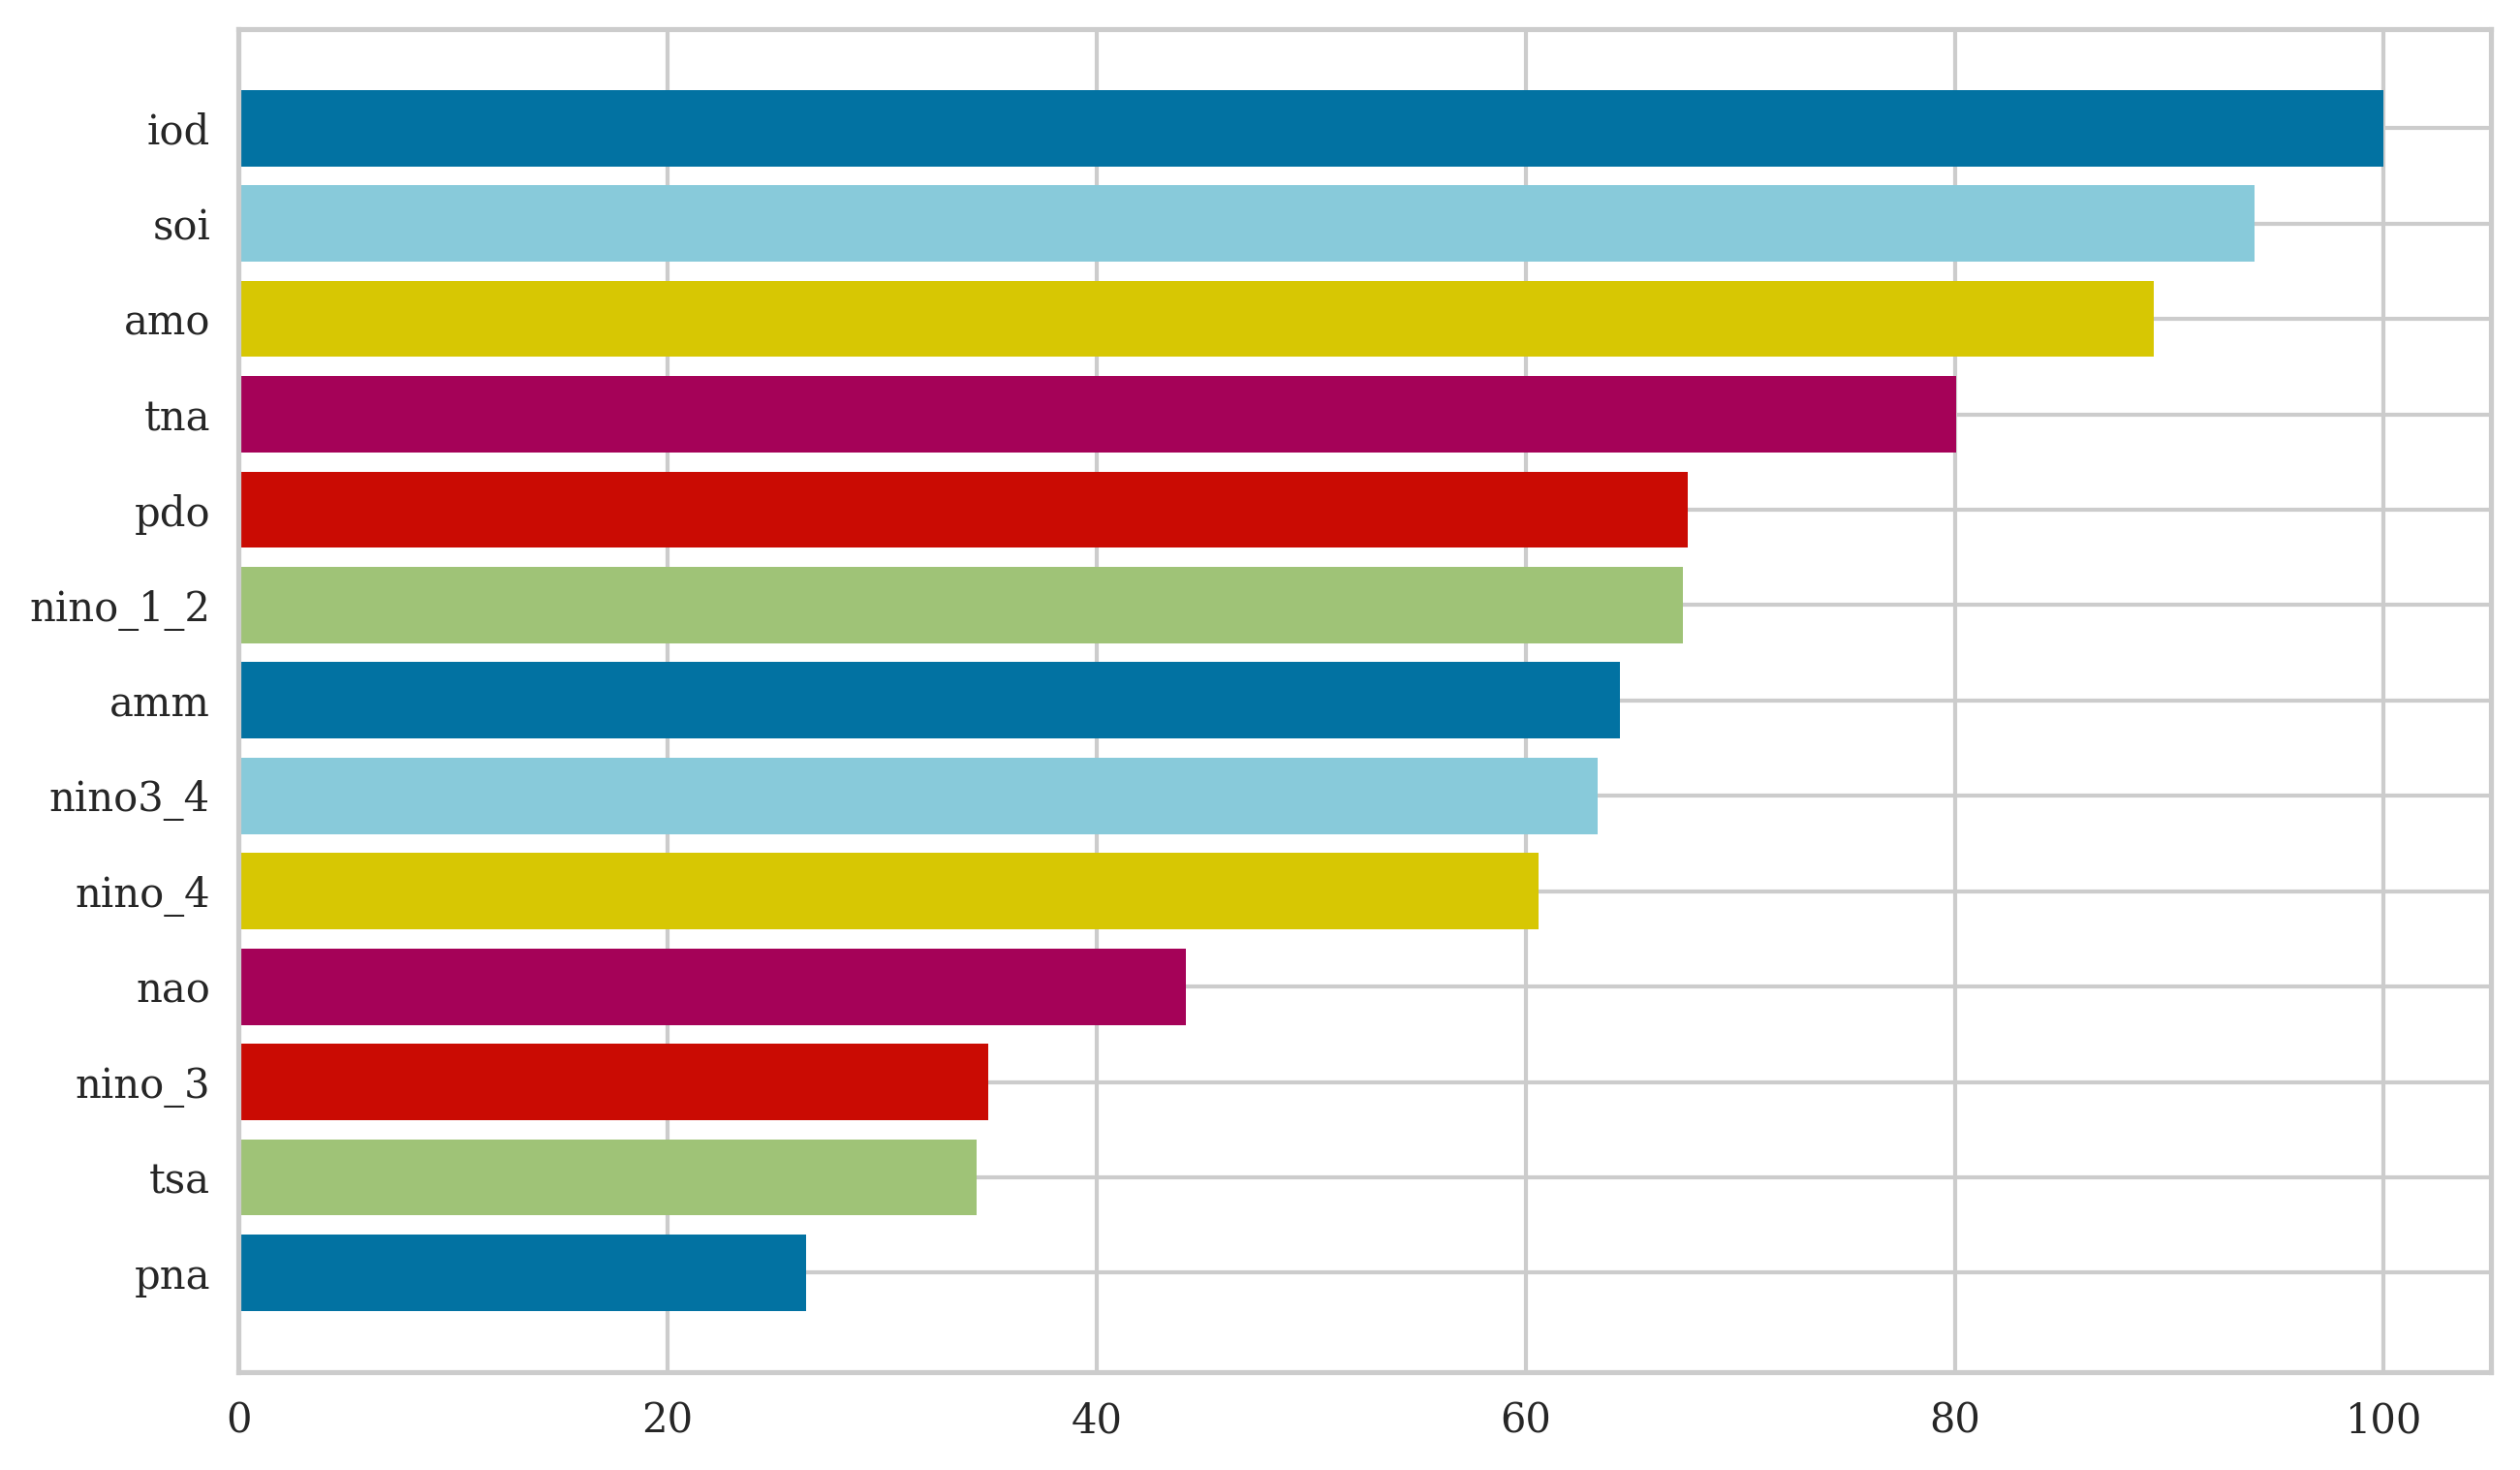 iod
soi
amo
tna
pdo
nino_1_2
amm
nino3_4
nino_4
nao
nino_3
tsa
pna
0 20 40 60 80 100